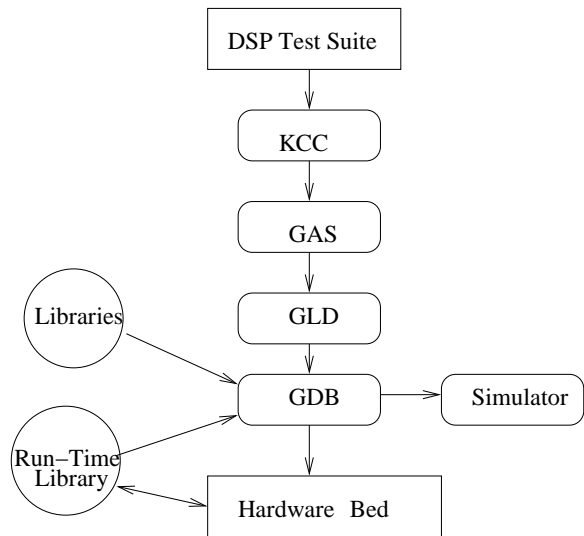 DSP Test Suite
KCC
GAS
Libraries
GLD
GDB
Simulator
Run-Time
Library
Hardware Bed